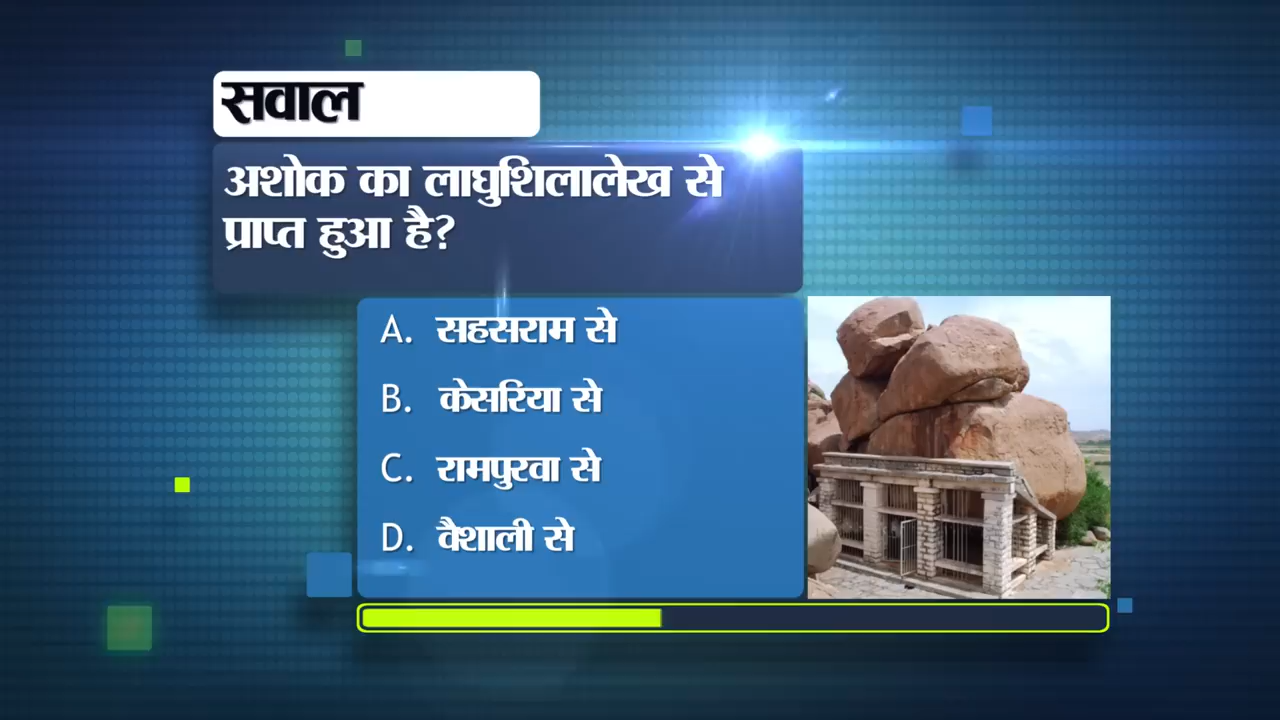 सवाल
अशोक का लाघुशिलालेख से
प्राप्त हुआ है?
A. सहसराम से
B. केसरिया से
C. रामपुरवा से
D. वैशाली से